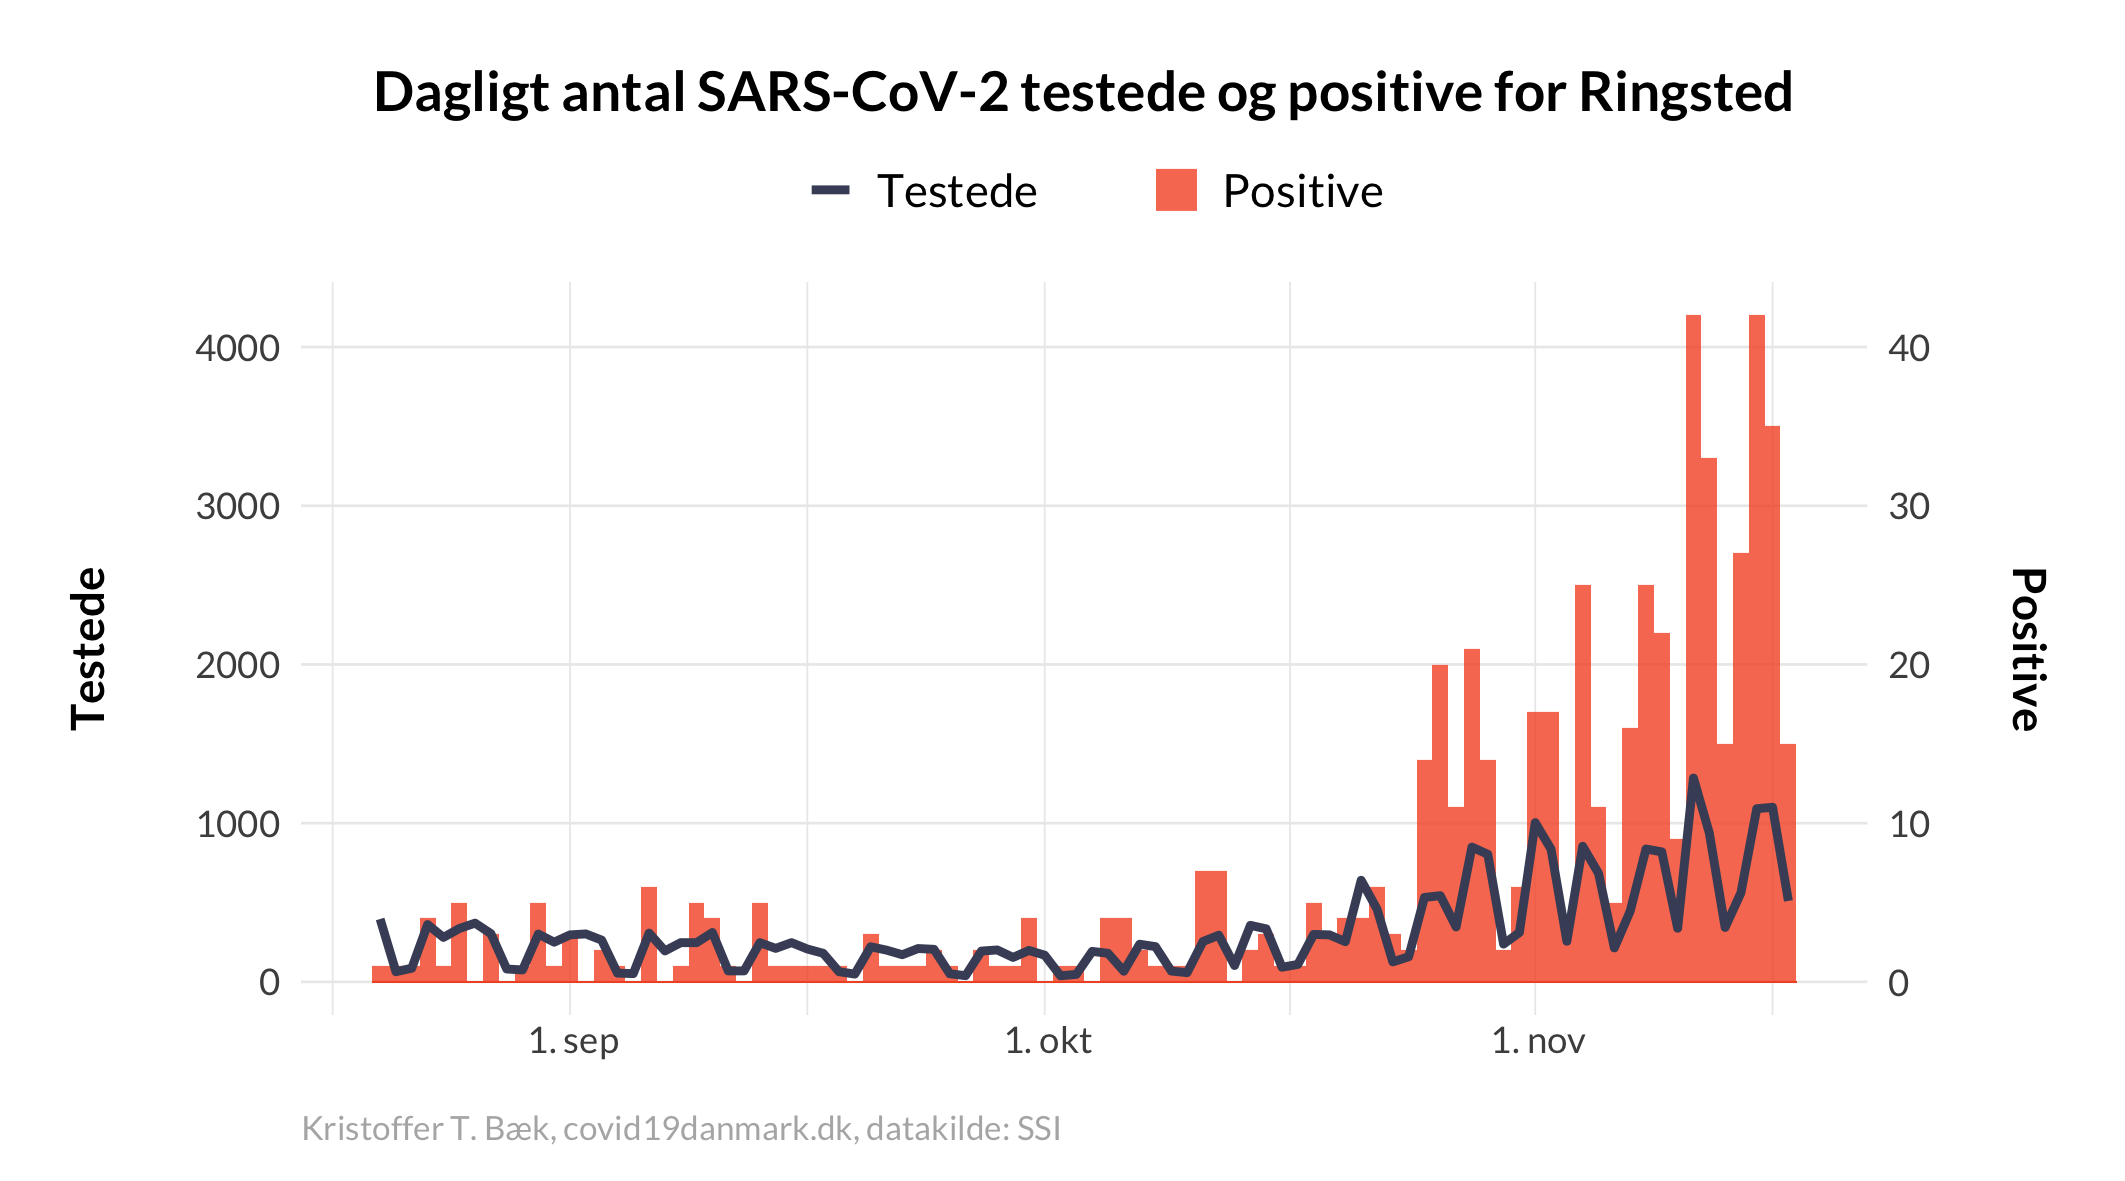 Dagligt antal SARS-CoV-2 testede og positive for Ringsted
Testede Positive
4000 40
3000 30
2000 20
1000 10
0 0
Testede
Positive
1. sep 1. okt 1. nov
Kristoffer T. Bæk, covid19danmark.dk, datakilde: SSI